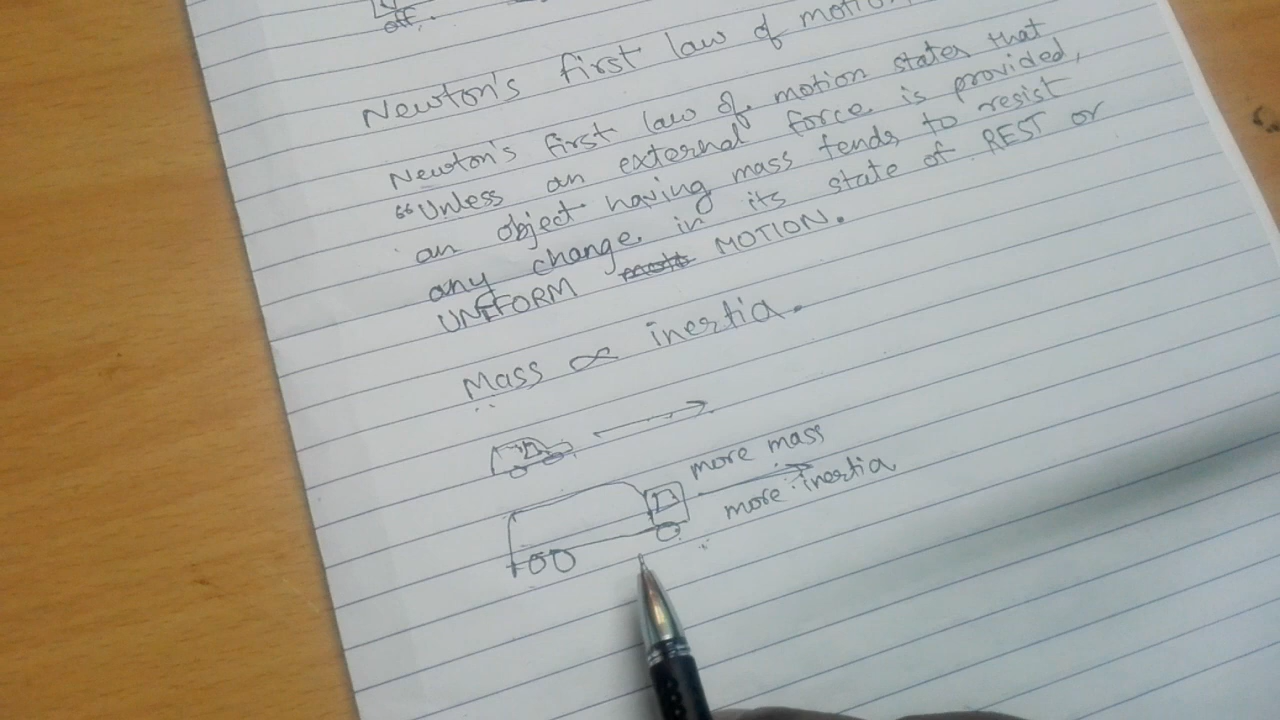 off.
Newton's first law of motion
Newton's first law of motion states that
"Unless an external force is provided,
an object having mass tends to resist
any change in its state of REST or
UNIFORM MOTION.
Mass ∝ inertia.
more mass
more inertia